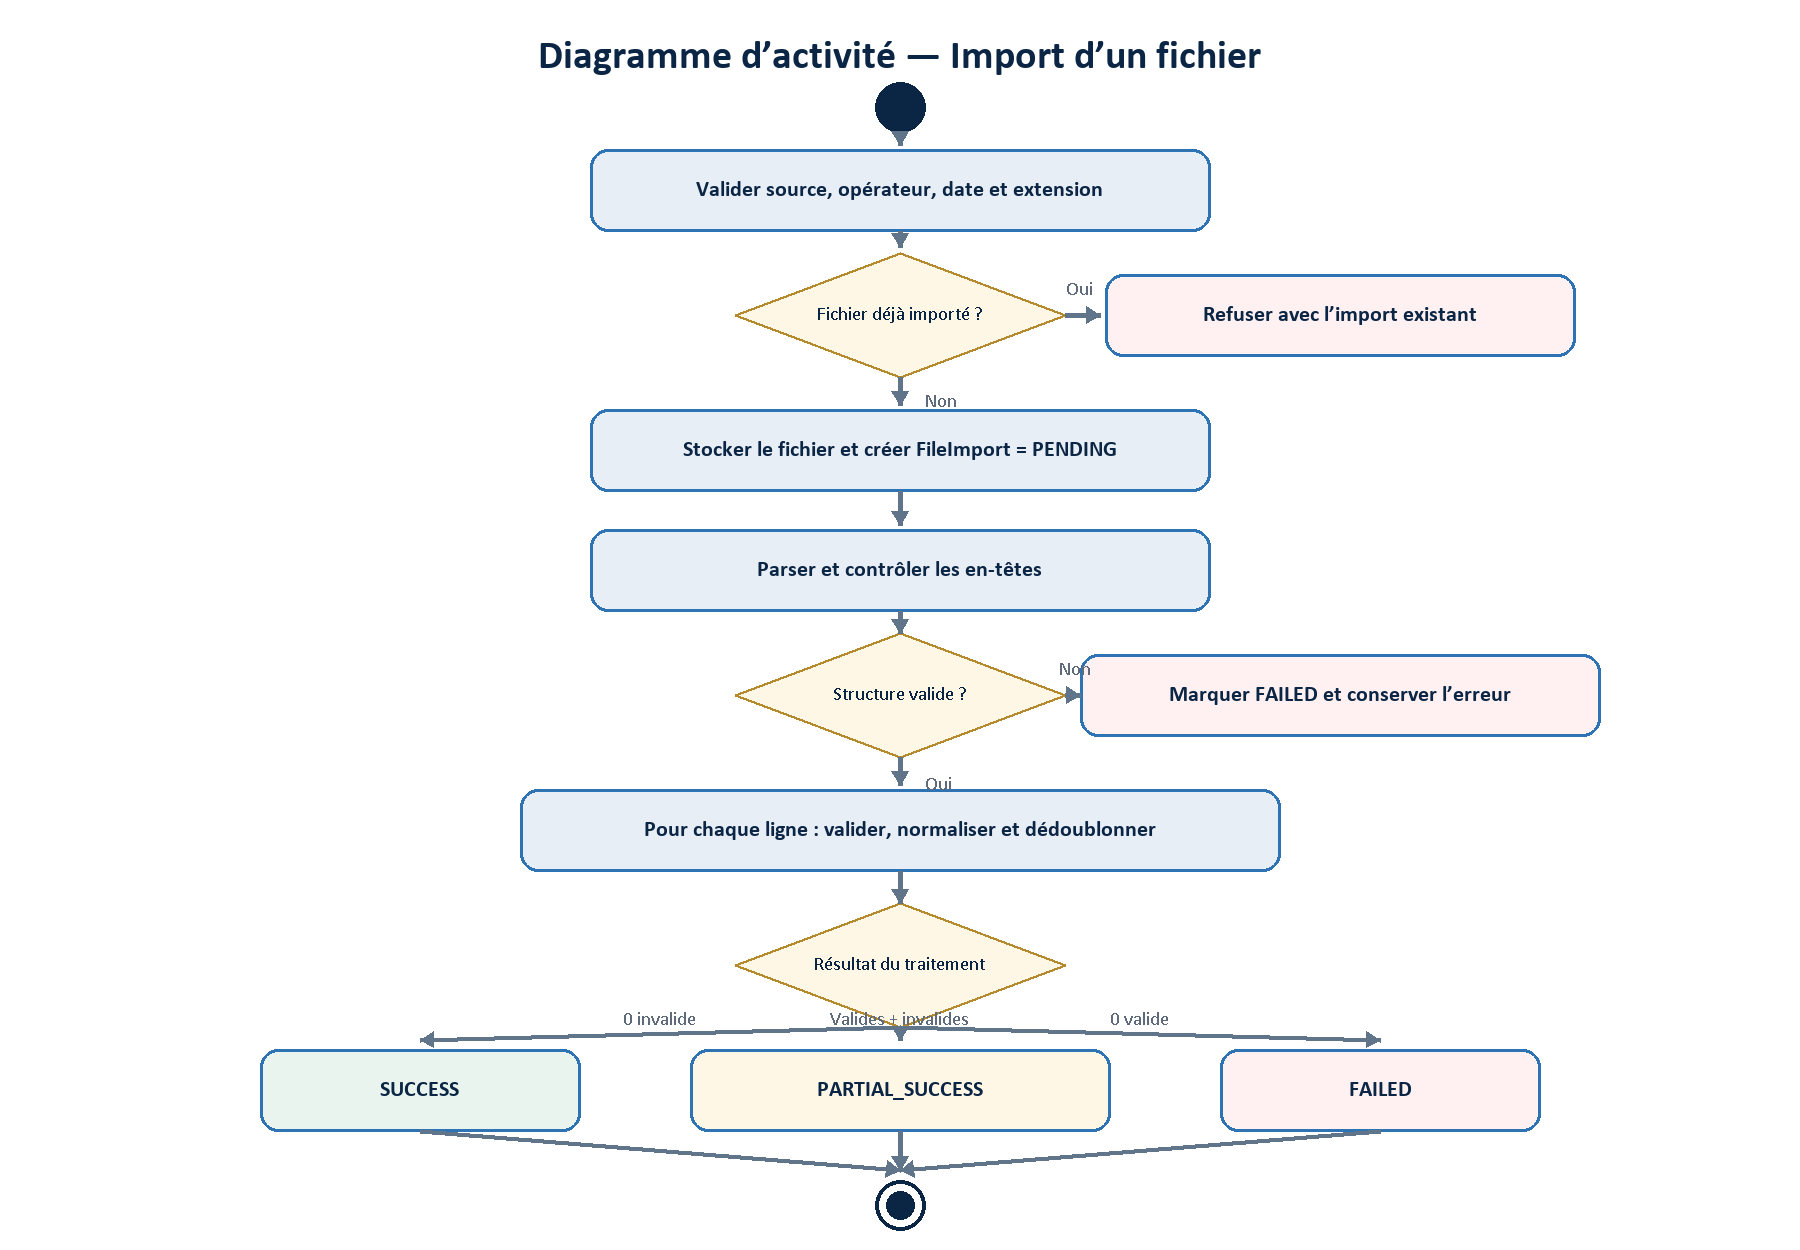 Diagramme d’activité — Import d’un fichier
Valider source, opérateur, date et extension
Fichier déjà importé ?
Oui
Refuser avec l’import existant
Non
Stocker le fichier et créer FileImport = PENDING
Parser et contrôler les en-têtes
Structure valide ?
Non
Marquer FAILED et conserver l’erreur
Oui
Pour chaque ligne : valider, normaliser et dédoublonner
Résultat du traitement
0 invalide
Valides + invalides
0 valide
SUCCESS
PARTIAL_SUCCESS
FAILED